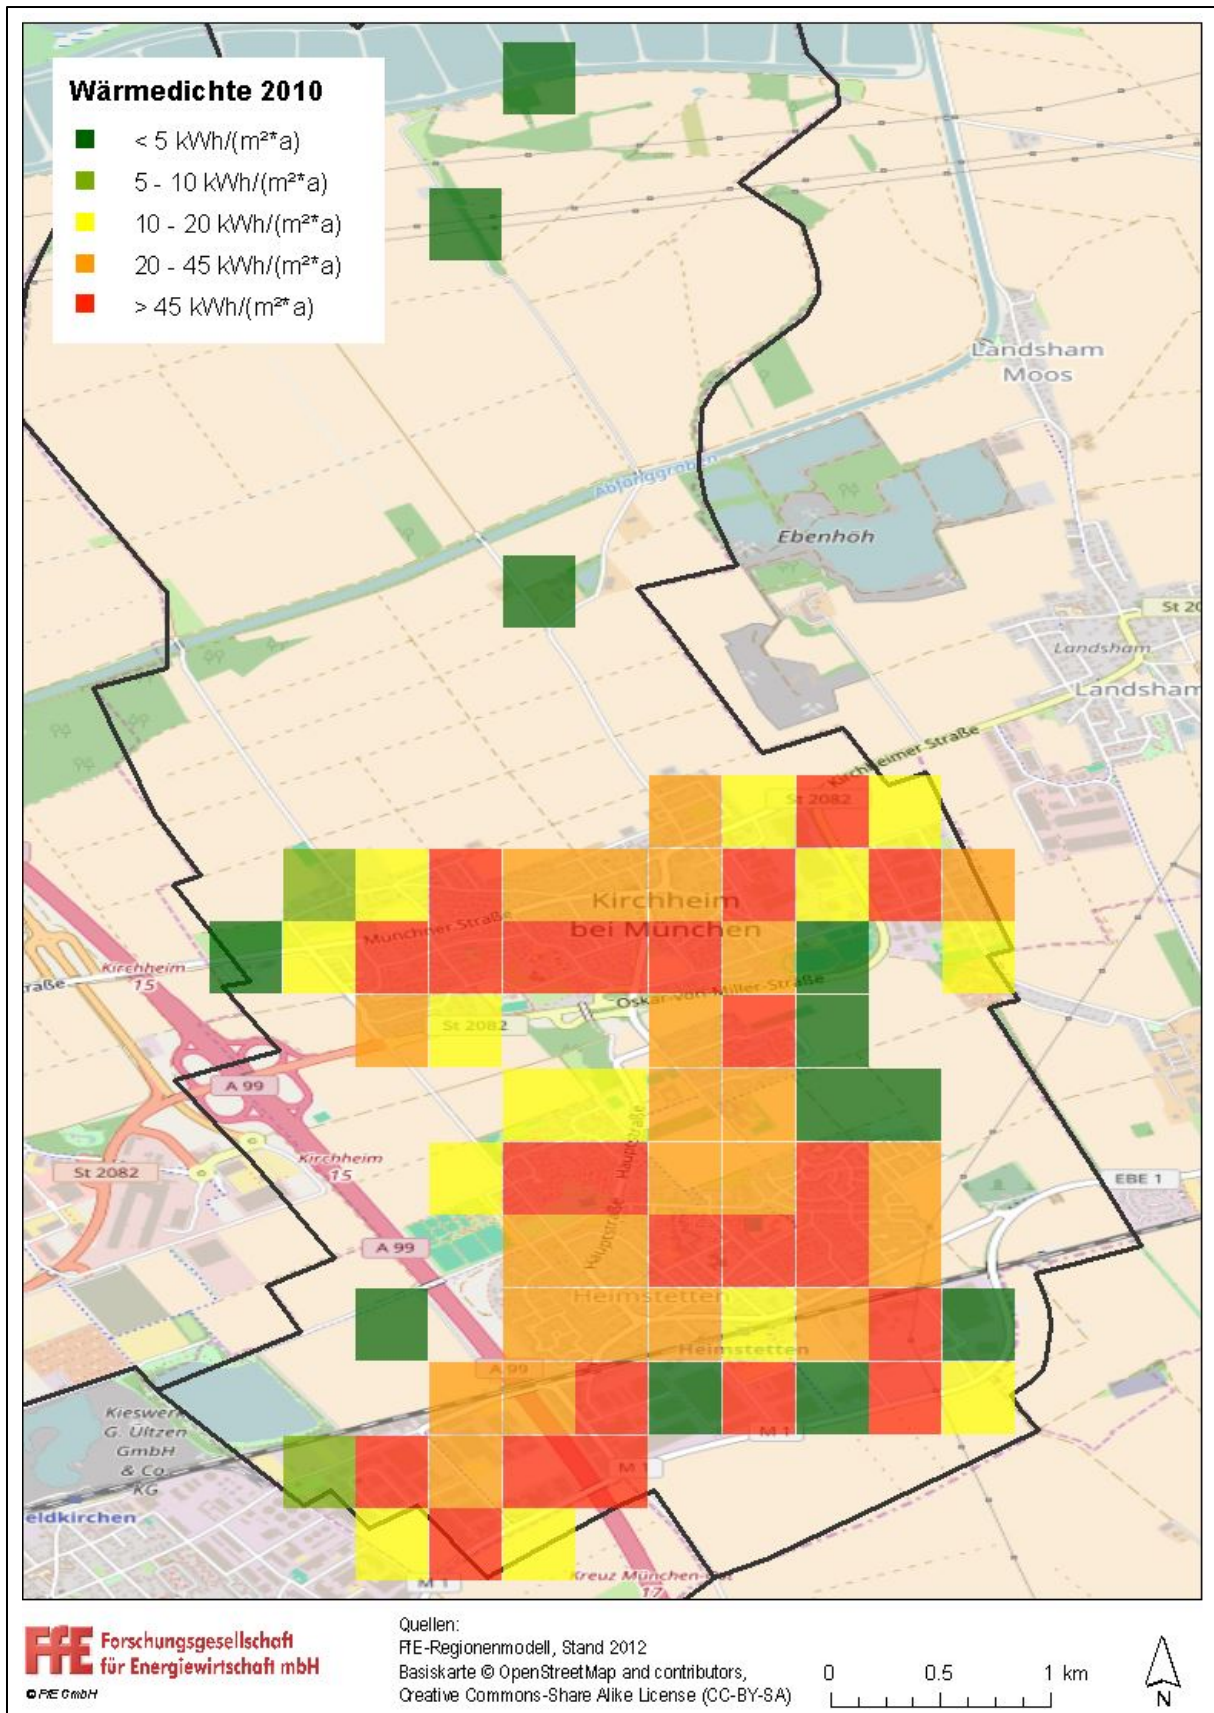 Wärmedichte 2010
< 5 kWh/(m²*a)
5 - 10 kWh/(m²*a)
10 - 20 kWh/(m²*a)
20 - 45 kWh/(m²*a)
> 45 kWh/(m²*a)
Landsham
Moos
Abfanggraben
Ebenhöh
St 20
Landsham
Landsham
Kirchheimer Straße
St 2082
Kirchheim
bei München
Münchner Straße
Kirchheim
15
raße
Oskar-von-Miller-Straße
St 2082
A 99
Hauptstraße
Kirchheim
15
St 2082
EBE 1
Hauptstraße
A 99
Heimstetten
Heimstetten
A 99
Kieswerk
G. Ültzen
GmbH
& Co.
KG
M 1
M 1
eldkirchen
M 1
Kreuz München-Ost
17
FfE Forschungsgesellschaft
für Energiewirtschaft mbH
© FfE GmbH
Quellen:
FfE-Regionenmodell, Stand 2012
Basiskarte © OpenStreetMap and contributors,
Creative Commons-Share Alike License (CC-BY-SA)
0 0.5 1 km
N